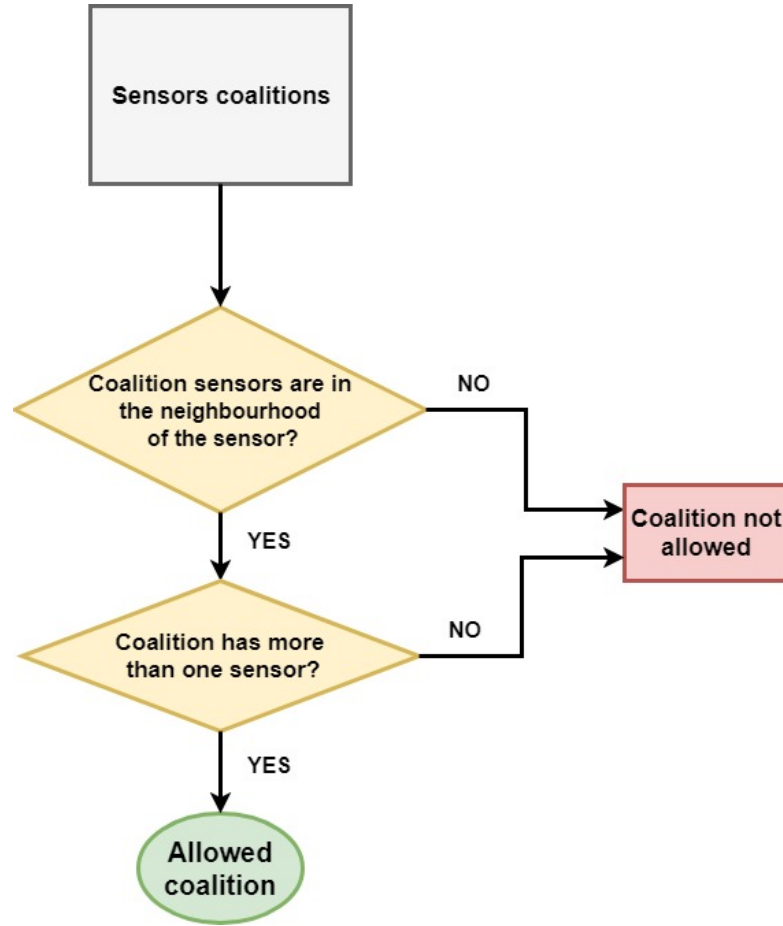 Sensors coalitions
Coalition sensors are in
the neighbourhood
of the sensor?
NO
YES
Coalition not
allowed
Coalition has more
than one sensor?
NO
YES
Allowed
coalition